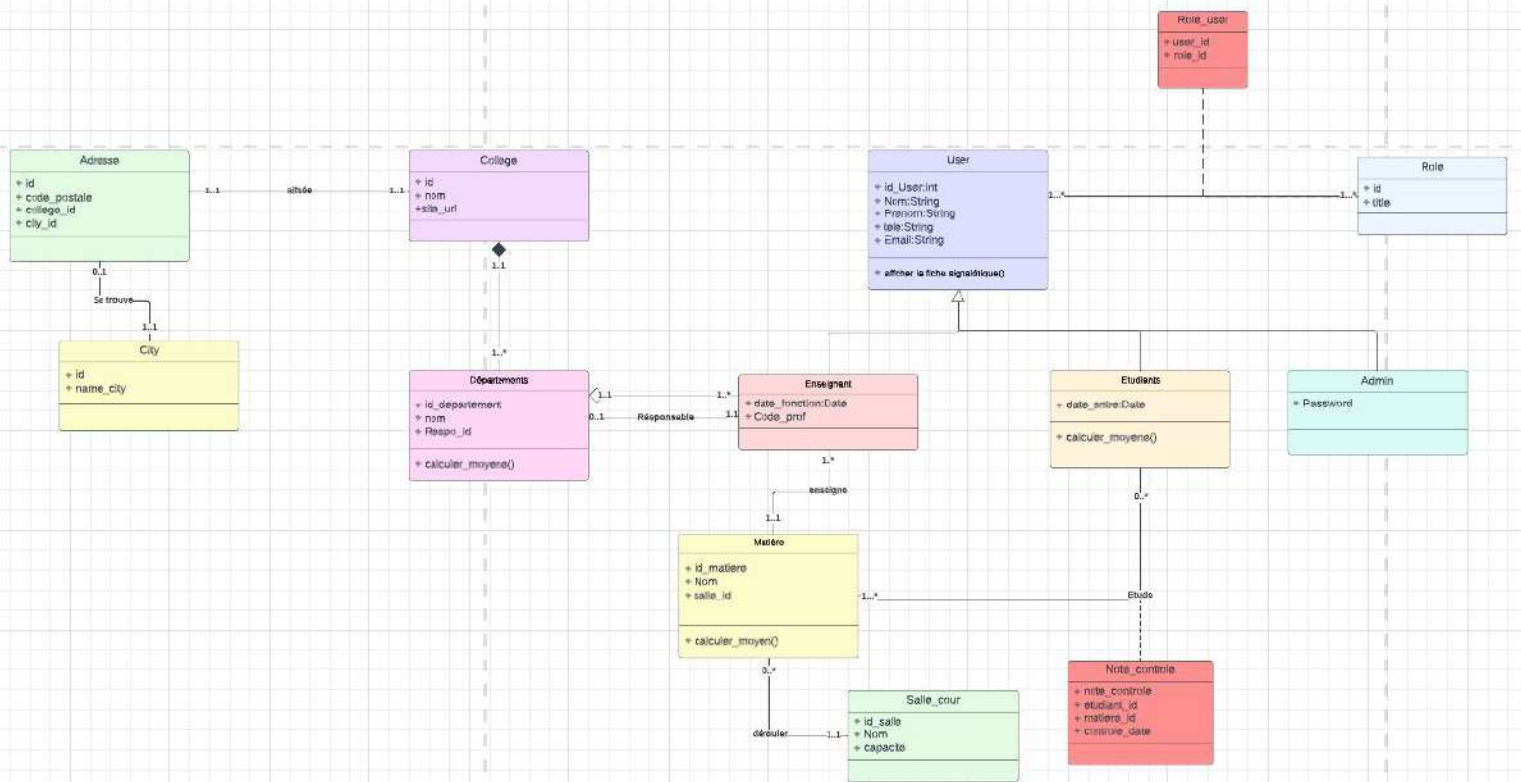 Role_user
+ user_id
+ role_id
Adresse
+ id
+ code_postale
+ college_id
+ city_id
1..1
située
1..1
College
+ id
+ nom
+site_url
User
+ id_User:int
+ Nom:String
+ Prenom:String
+ tele:String
+ Email:String
+ afficher la fiche signalétique()
1...*
1...*
Role
+ id
+ title
0..1
Se trouve
1..1
City
+ id
+ name_city
1..1
1..*
Départements
+ id_departement
+ nom
+ Respo_id
+ calculer_moyene()
1..1
1..*
0..1
Résponsable
1.1
Enseignant
+ date_fonction:Date
+ Code_prof
Etudiants
+ date_entre:Date
+ calculer_moyene()
Admin
+ Password
1.*
enseigne
1..1
0..*
Matiére
+ id_matiere
+ Nom
+ salle_id
+ calculer_moyen()
1...*
Etude
0..*
dérouler
1..1
Salle_cour
+ id_salle
+ Nom
+ capacte
Note_controle
+ note_controle
+ etudiant_id
+ matiere_id
+ controle_date